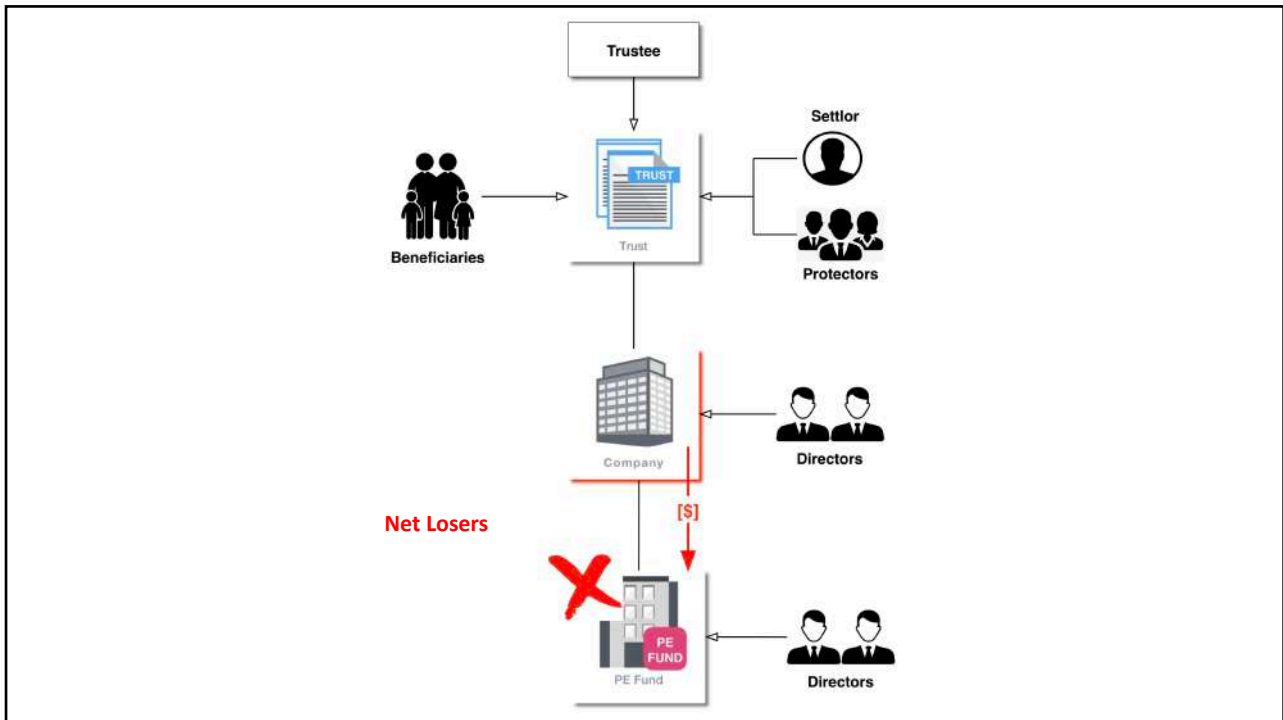 Trustee
Settlor
TRUST
Trust
Beneficiaries
Protectors
Company
Directors
[$]
Net Losers
PE
FUND
PE Fund
Directors